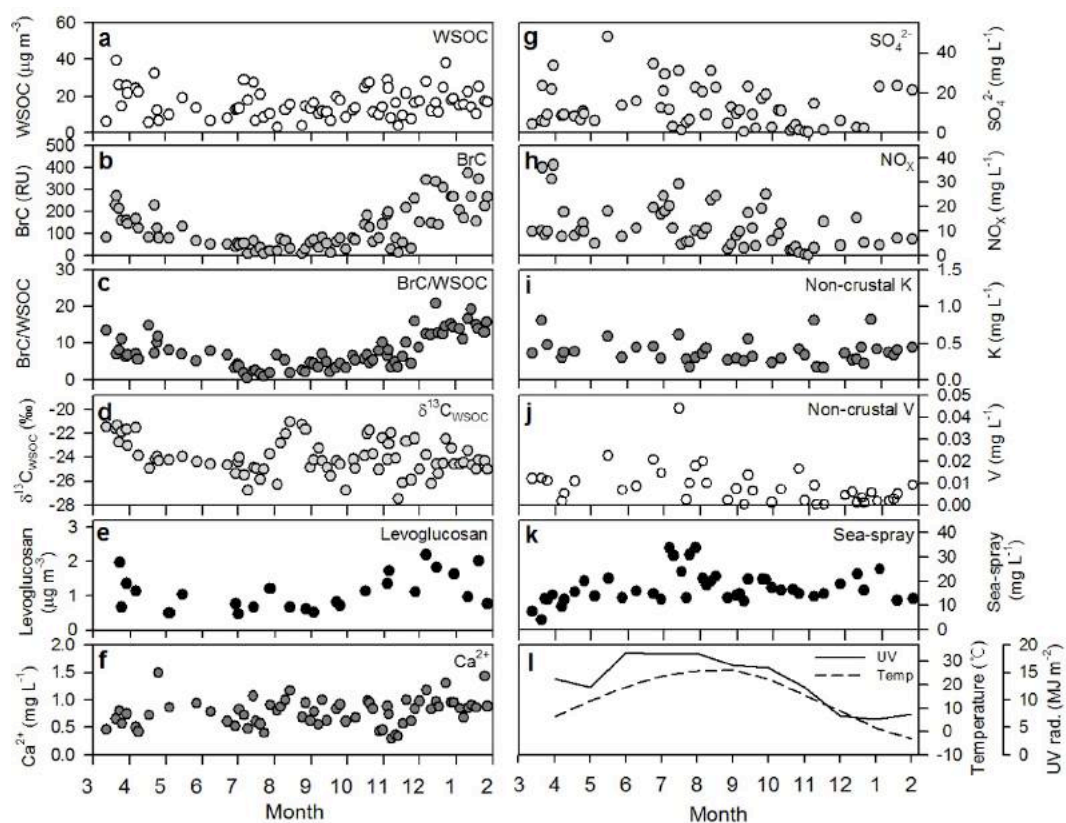 a WSOC
WSOC (µg m-3)
60
40
20
0
b BrC
BrC (RU)
500
400
300
200
100
0
c BrC/WSOC
BrC/WSOC
30
20
10
0
d δ13CWSOC
δ13CWSOC (‰)
-20
-22
-24
-26
-28
e Levoglucosan
Levoglucosan
(µg m-3)
3
2
1
0
f Ca2+
Ca2+
(mg L-1)
2.0
1.5
1.0
0.5
0.0
3 4 5 6 7 8 9 10 11 12 1 2
Month
g SO42-
SO42-
(mg L-1)
40
20
0
h NOX
NOX (mg L-1)
40
30
20
10
0
i Non-crustal K
K (mg L-1)
1.5
1.0
0.5
0.0
j Non-crustal V
V (mg L-1)
0.05
0.04
0.03
0.02
0.01
0.00
k Sea-spray
Sea-spray
(mg L-1)
40
30
20
10
0
l
UV
Temp
Temperature (℃)
30
20
10
0
-10
UV rad. (MJ m-2)
20
15
10
5
0
3 4 5 6 7 8 9 10 11 12 1 2
Month